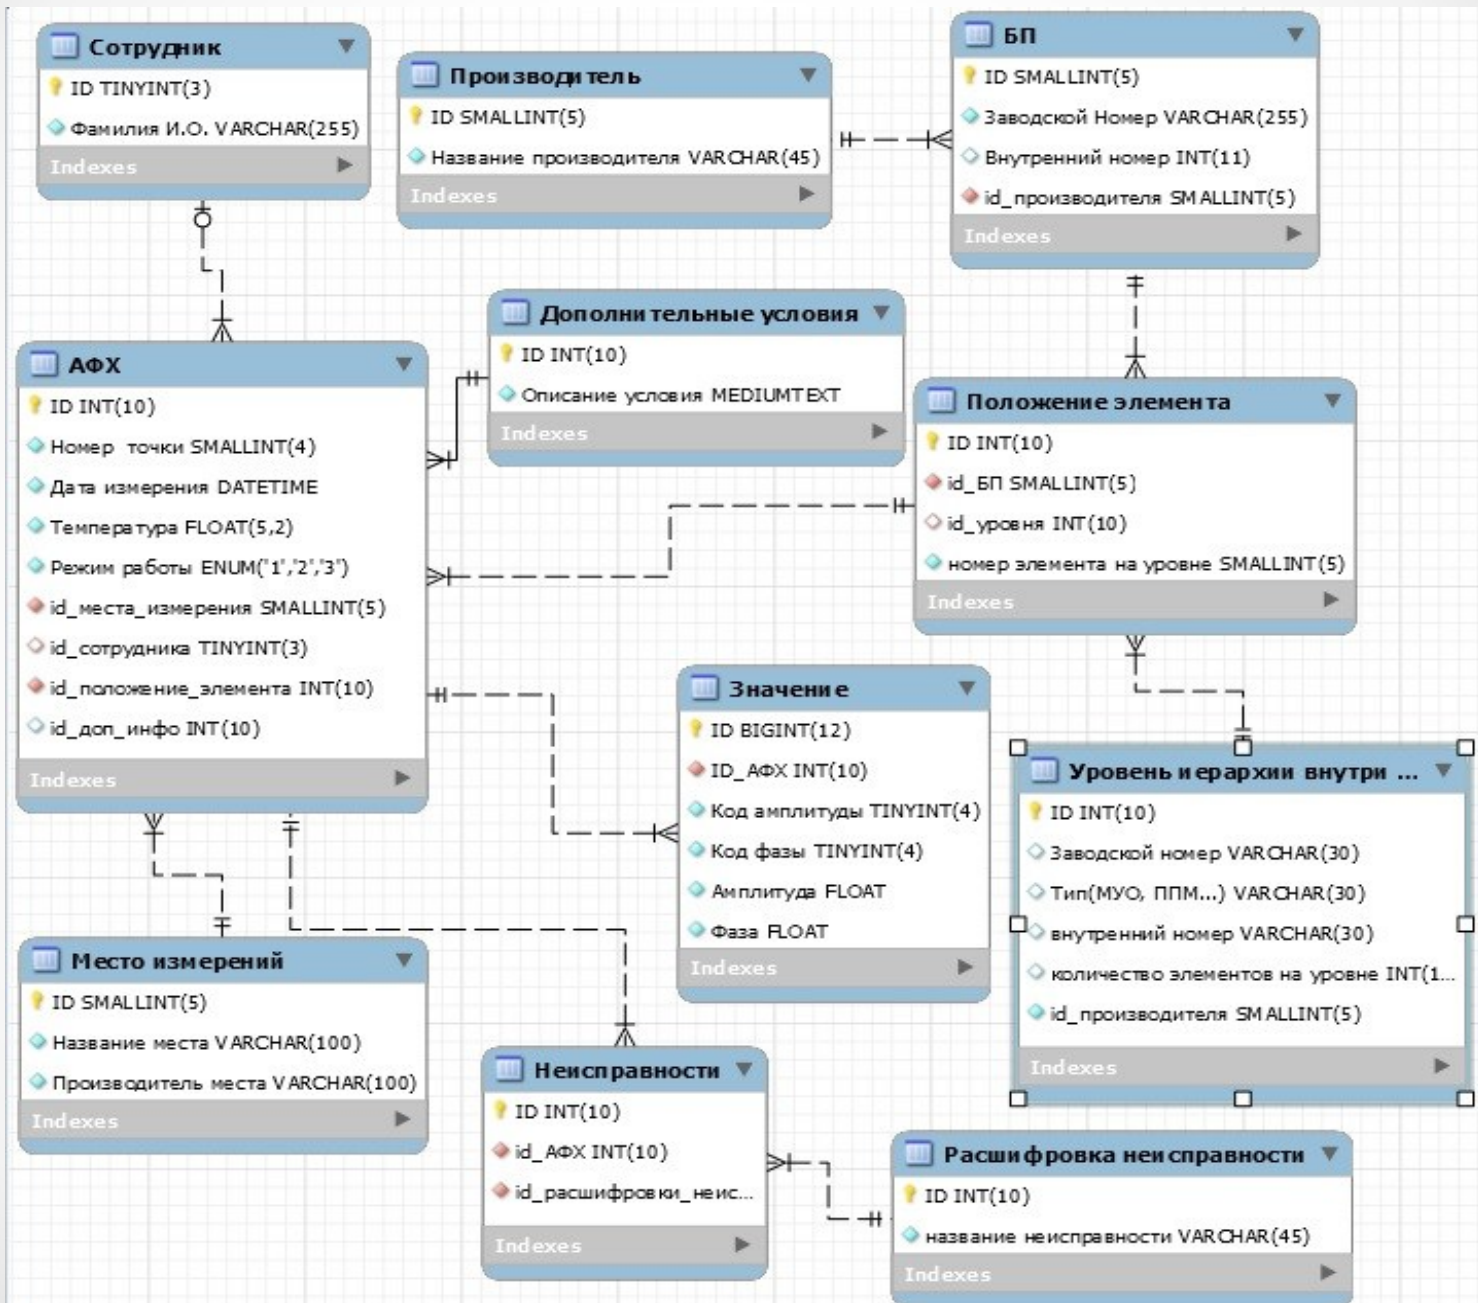 Сотрудник
ID TINYINT(3)
Фамилия И.О. VARCHAR(255)
Indexes
Производитель
ID SMALLINT(5)
Название производителя VARCHAR(45)
Indexes
БП
ID SMALLINT(5)
Заводской Номер VARCHAR(255)
Внутренний номер INT(11)
id_производителя SMALLINT(5)
Indexes
Дополнительные условия
ID INT(10)
Описание условия MEDIUMTEXT
Indexes
АФХ
ID INT(10)
Номер точки SMALLINT(4)
Дата измерения DATETIME
Температура FLOAT(5,2)
Режим работы ENUM('1','2','3')
id_места_измерения SMALLINT(5)
id_сотрудника TINYINT(3)
id_положение_элемента INT(10)
id_доп_инфо INT(10)
Indexes
Положение элемента
ID INT(10)
id_БП SMALLINT(5)
id_уровня INT(10)
номер элемента на уровне SMALLINT(5)
Indexes
Значение
ID BIGINT(12)
ID_АФХ INT(10)
Код амплитуды TINYINT(4)
Код фазы TINYINT(4)
Амплитуда FLOAT
Фаза FLOAT
Indexes
Уровень иерархии внутри ...
ID INT(10)
Заводской номер VARCHAR(30)
Тип(МУО, ППМ...) VARCHAR(30)
внутренний номер VARCHAR(30)
количество элементов на уровне INT(1...
id_производителя SMALLINT(5)
Indexes
Место измерений
ID SMALLINT(5)
Название места VARCHAR(100)
Производитель места VARCHAR(100)
Indexes
Неисправности
ID INT(10)
id_АФХ INT(10)
id_расшифровки_неис...
Indexes
Расшифровка неисправности
ID INT(10)
название неисправности VARCHAR(45)
Indexes